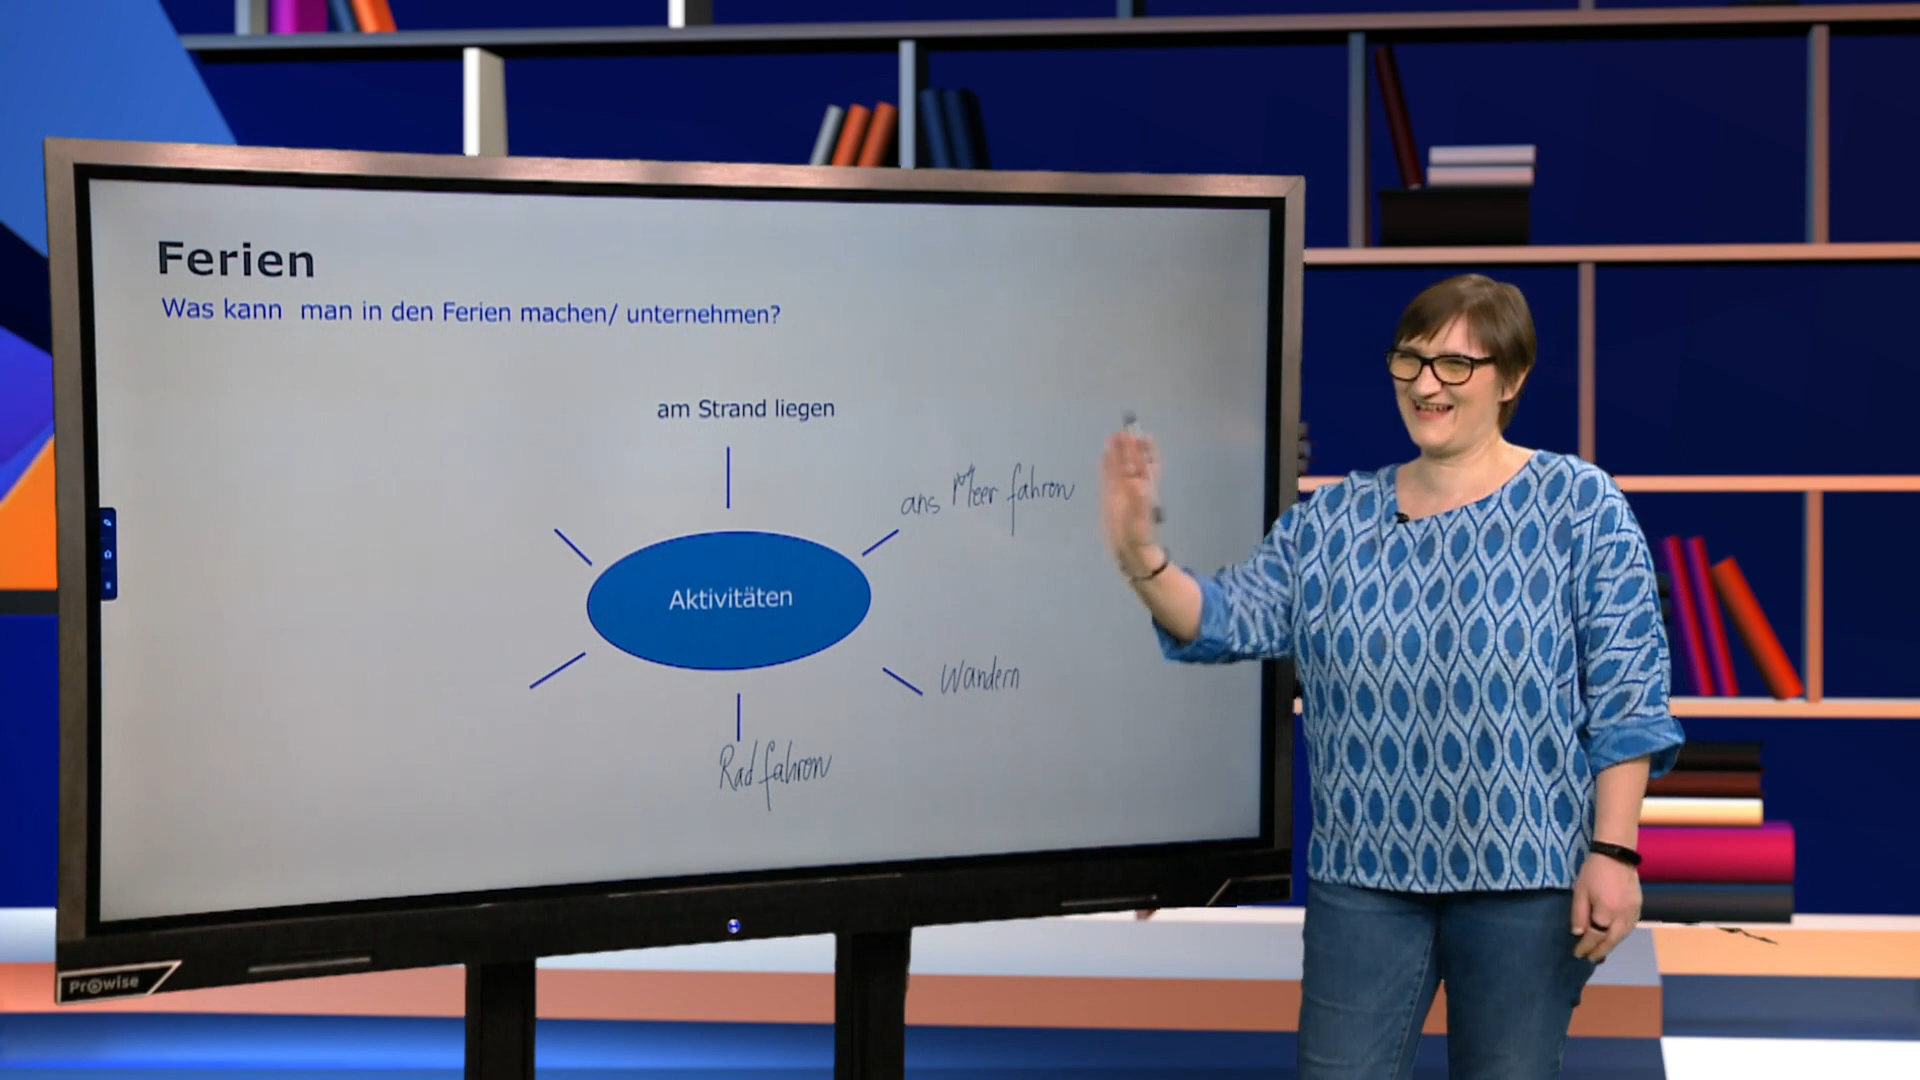 Ferien
Was kann man in den Ferien machen/ unternehmen?
am Strand liegen
ans Meer fahren
Aktivitäten
Wandern
Rad fahren
Prowise